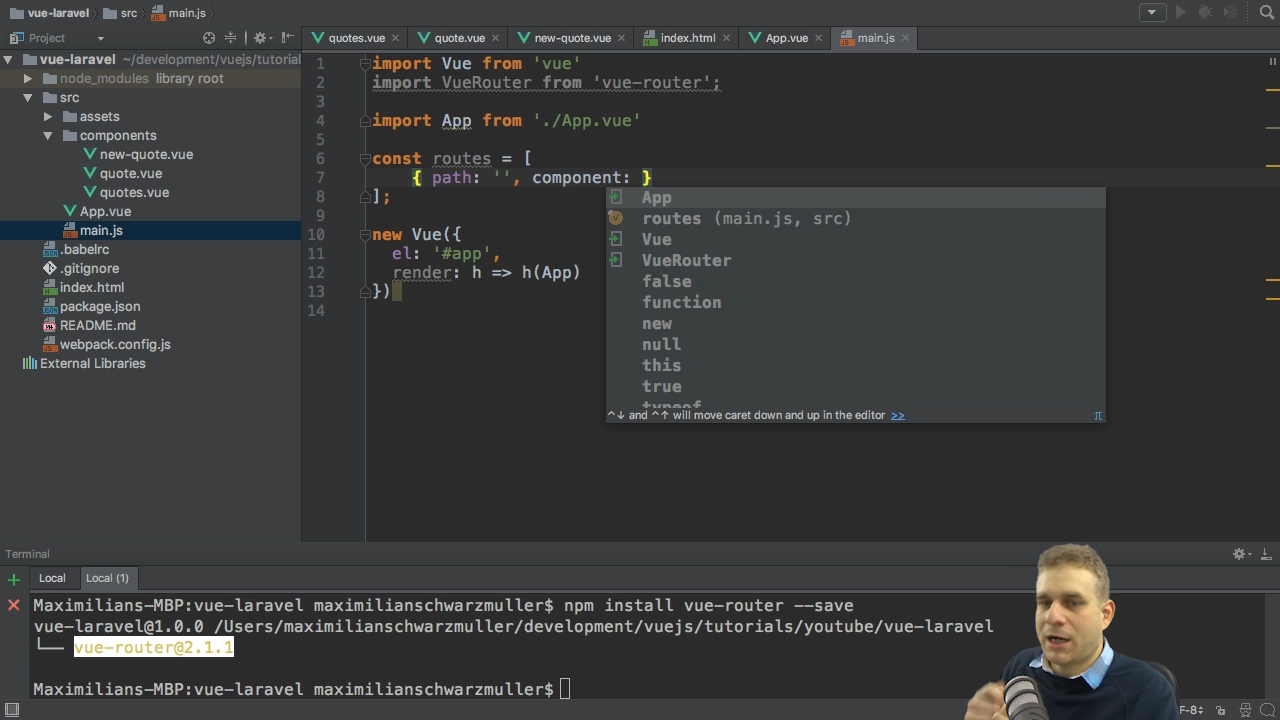 vue-laravel src main.js
Project
quotes.vue quote.vue new-quote.vue index.html App.vue main.js
vue-laravel ~/development/vuejs/tutorial
node_modules library root
src
assets
components
new-quote.vue
quote.vue
quotes.vue
App.vue
main.js
.babelrc
.gitignore
index.html
package.json
README.md
webpack.config.js
External Libraries
1 import Vue from 'vue'
2 import VueRouter from 'vue-router';
3
4 import App from './App.vue'
5
6 const routes = [
7 { path: '', component: }
8 ];
9
10 new Vue({
11 el: '#app',
12 render: h => h(App)
13 })
14
App
routes (main.js, src)
Vue
VueRouter
false
function
new
null
this
true
typeof
^↓ and ^↑ will move caret down and up in the editor >> π
Terminal
Local Local (1)
Maximilians-MBP:vue-laravel maximilianschwarzmuller$ npm install vue-router --save
vue-laravel@1.0.0 /Users/maximilianschwarzmuller/development/vuejs/tutorials/youtube/vue-laravel
└── vue-router@2.1.1
Maximilians-MBP:vue-laravel maximilianschwarzmuller$
F-8